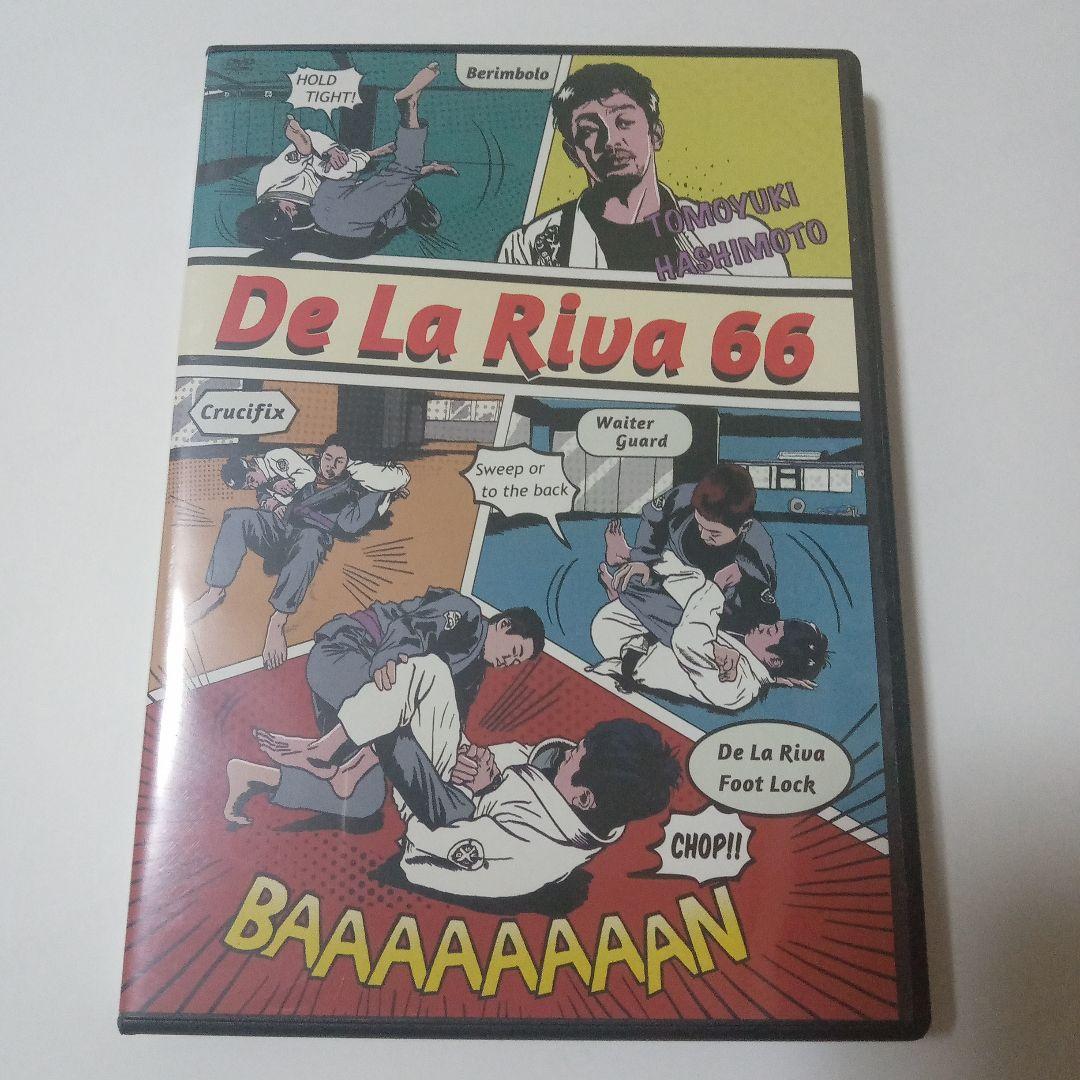 DVD
HOLD
TIGHT!
Berimbolo
TOMOYUKI
HASHIMOTO
De La Riva 66
Crucifix
Waiter
Guard
Sweep or
to the back
De La Riva
Foot Lock
CHOP!!
BAAAAAAAAN